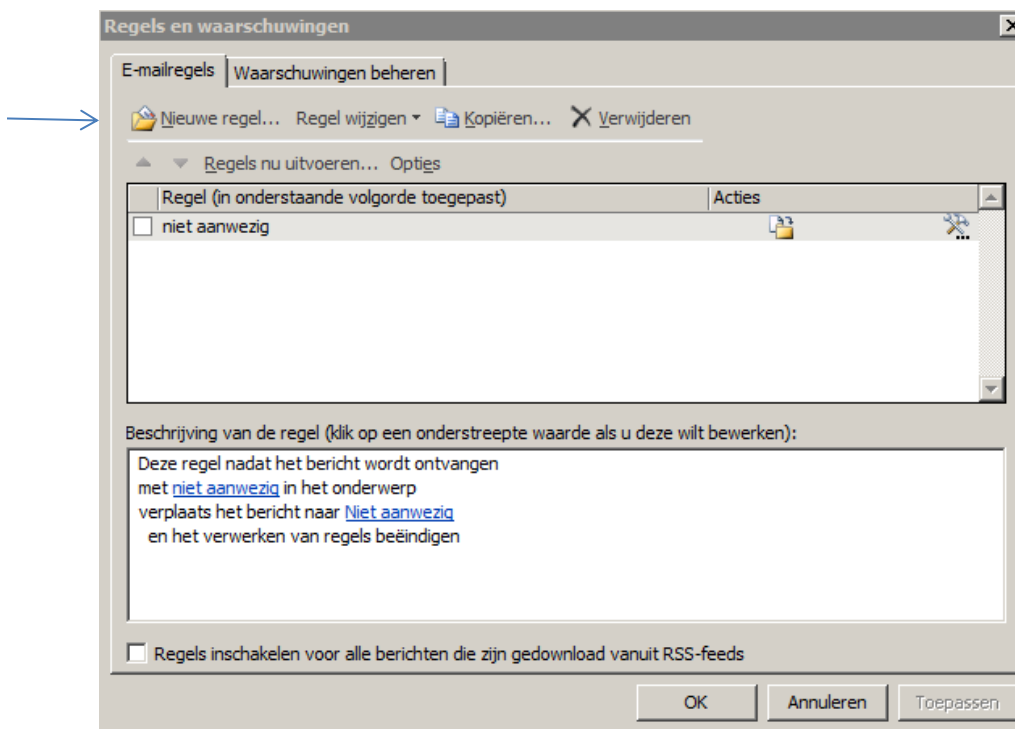 Regels en waarschuwingen
E-mailregels Waarschuwingen beheren
Nieuwe regel... Regel wijzigen Kopiëren... Verwijderen
Regels nu uitvoeren... Opties
Regel (in onderstaande volgorde toegepast) Acties
niet aanwezig
Beschrijving van de regel (klik op een onderstreepte waarde als u deze wilt bewerken):
Deze regel nadat het bericht wordt ontvangen
met niet aanwezig in het onderwerp
verplaats het bericht naar Niet aanwezig
en het verwerken van regels beëindigen
Regels inschakelen voor alle berichten die zijn gedownload vanuit RSS-feeds
OK Annuleren Toepassen